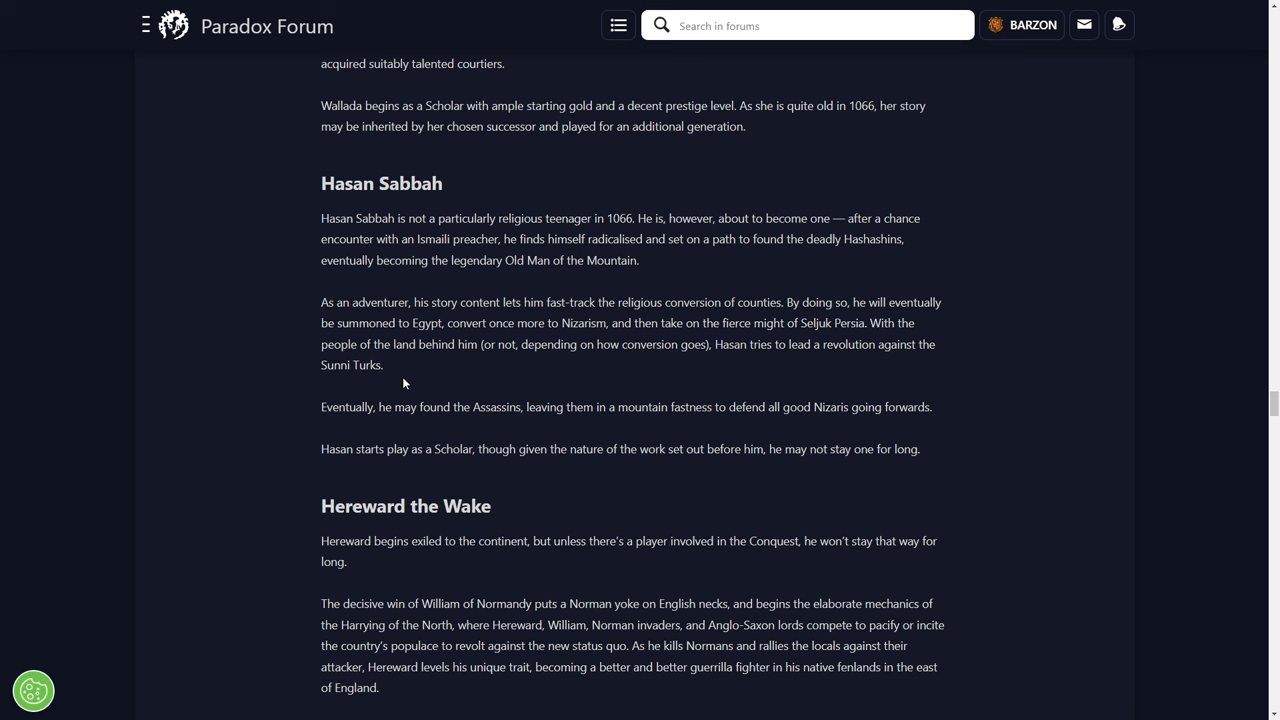 Paradox Forum
Search in forums
BARZON
acquired suitably talented courtiers.
Wallada begins as a Scholar with ample starting gold and a decent prestige level. As she is quite old in 1066, her story
may be inherited by her chosen successor and played for an additional generation.
Hasan Sabbah
Hasan Sabbah is not a particularly religious teenager in 1066. He is, however, about to become one — after a chance
encounter with an Ismaili preacher, he finds himself radicalised and set on a path to found the deadly Hashashins,
eventually becoming the legendary Old Man of the Mountain.
As an adventurer, his story content lets him fast-track the religious conversion of counties. By doing so, he will eventually
be summoned to Egypt, convert once more to Nizarism, and then take on the fierce might of Seljuk Persia. With the
people of the land behind him (or not, depending on how conversion goes), Hasan tries to lead a revolution against the
Sunni Turks.
Eventually, he may found the Assassins, leaving them in a mountain fastness to defend all good Nizaris going forwards.
Hasan starts play as a Scholar, though given the nature of the work set out before him, he may not stay one for long.
Hereward the Wake
Hereward begins exiled to the continent, but unless there's a player involved in the Conquest, he won't stay that way for
long.
The decisive win of William of Normandy puts a Norman yoke on English necks, and begins the elaborate mechanics of
the Harrying of the North, where Hereward, William, Norman invaders, and Anglo-Saxon lords compete to pacify or incite
the country's populace to revolt against the new status quo. As he kills Normans and rallies the locals against their
attacker, Hereward levels his unique trait, becoming a better and better guerrilla fighter in his native fenlands in the east
of England.